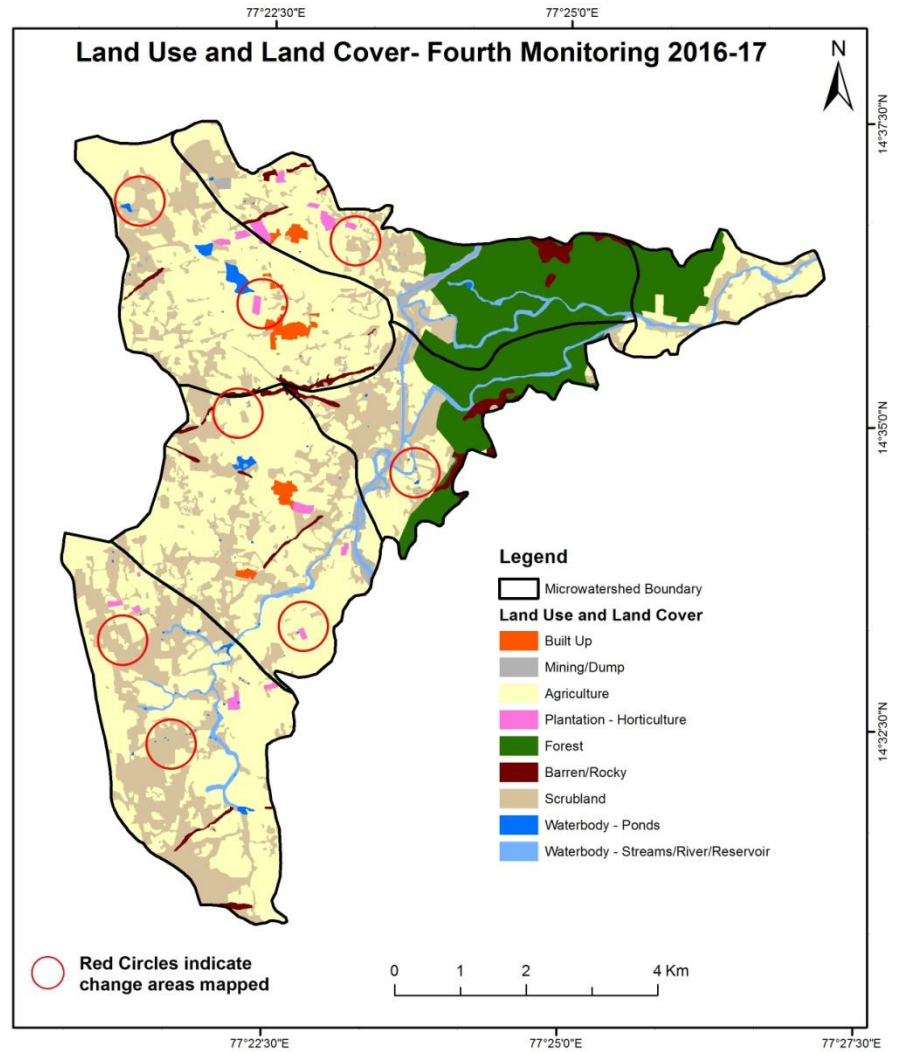 77°22'30"E
77°25'0"E
Land Use and Land Cover- Fourth Monitoring 2016-17
N
14°37'30"N
14°35'0"N
14°32'30"N
Legend
Microwatershed Boundary
Land Use and Land Cover
Built Up
Mining/Dump
Agriculture
Plantation - Horticulture
Forest
Barren/Rocky
Scrubland
Waterbody - Ponds
Waterbody - Streams/River/Reservoir
Red Circles indicate
change areas mapped
0 1 2 4 Km
77°22'30"E
77°25'0"E
77°27'30"E